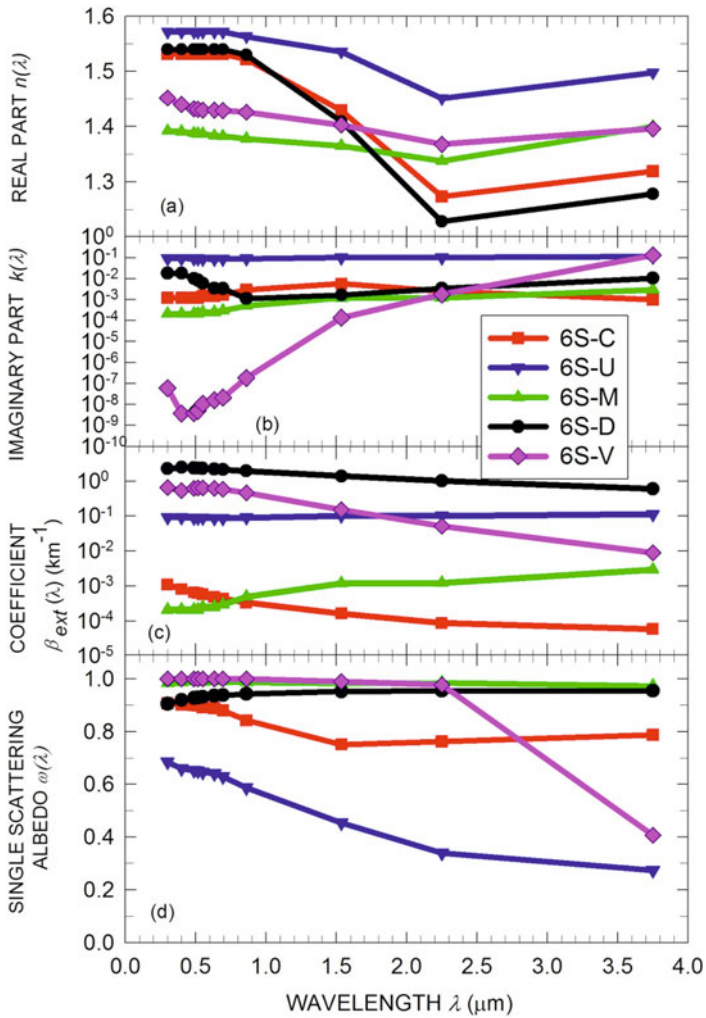 1.6
1.5
1.4
1.3
REAL PART n(λ)
(a)
10⁰
10⁻¹
10⁻²
10⁻³
10⁻⁴
10⁻⁵
10⁻⁶
10⁻⁷
10⁻⁸
10⁻⁹
10⁻¹⁰
IMAGINARY PART k(λ)
(b)
6S-C
6S-U
6S-M
6S-D
6S-V
10⁰
10⁻¹
10⁻²
10⁻³
10⁻⁴
10⁻⁵
COEFFICIENT
βext (λ) (km⁻¹)
(c)
1.0
0.8
0.6
0.4
0.2
0.0
SINGLE SCATTERING
ALBEDO ω(λ)
(d)
0.0 0.5 1.0 1.5 2.0 2.5 3.0 3.5 4.0
WAVELENGTH λ (μm)